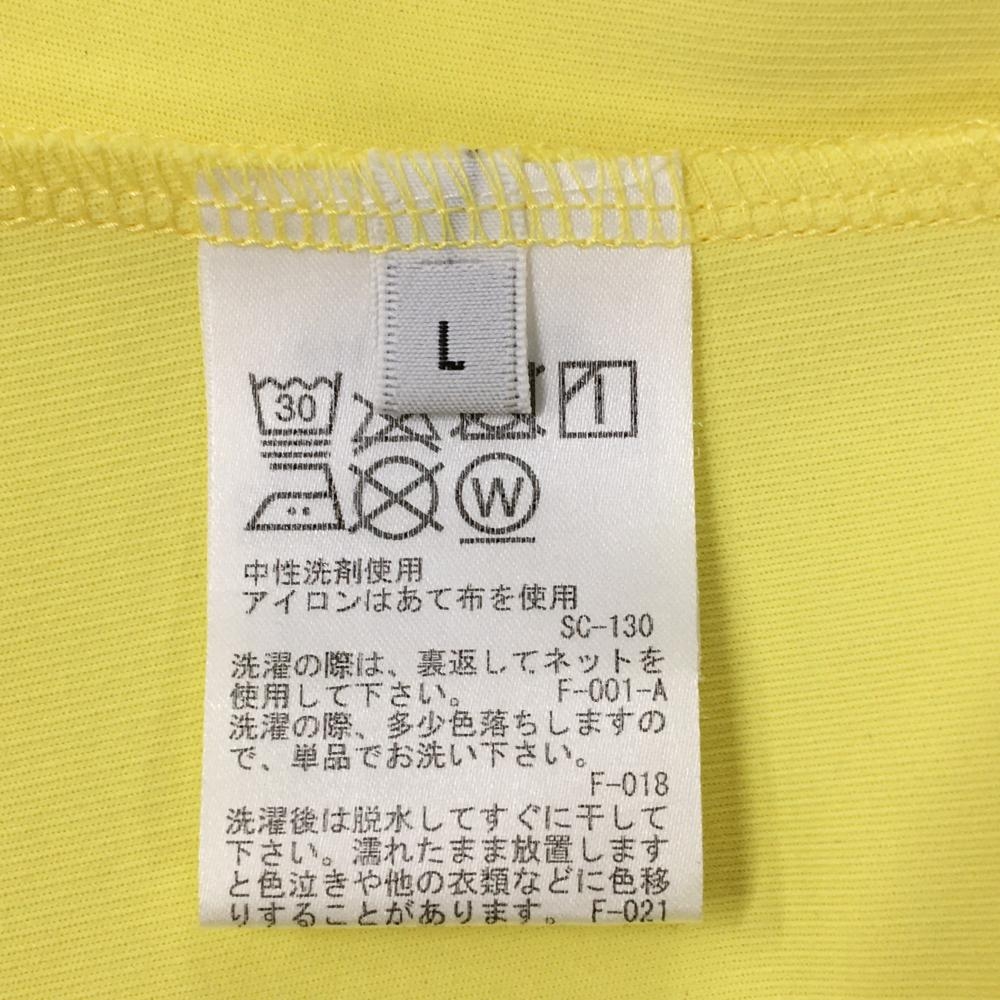 L
30
W
中性洗剤使用
アイロンはあて布を使用
SC-130
洗濯の際は、裏返してネットを
使用して下さい。 F-001-A
洗濯の際、多少色落ちしますの
で、単品でお洗い下さい。
F-018
洗濯後は脱水してすぐに干して
下さい。濡れたまま放置します
と色泣きや他の衣類などに色移
りすることがあります。 F-021